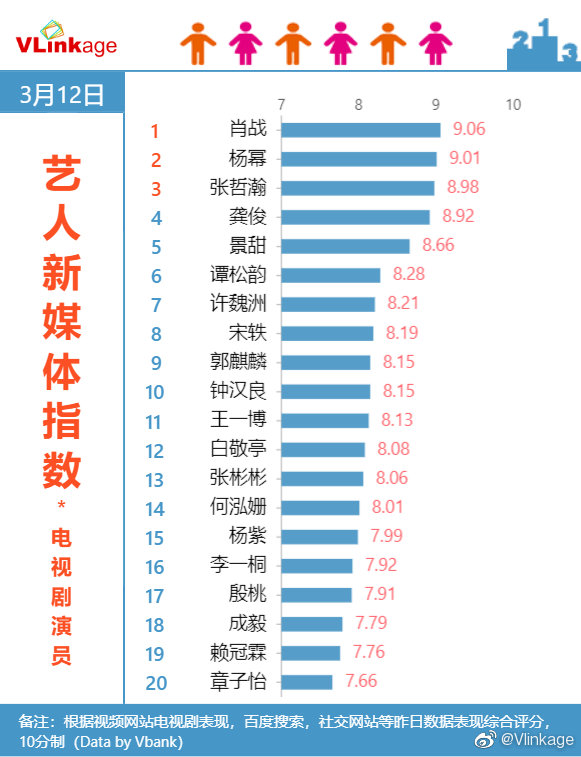 VLinkage
1
2
3
3月12日
艺人新媒体指数
*
电视剧演员
7 8 9 10
1 肖战 9.06
2 杨幂 9.01
3 张哲瀚 8.98
4 龚俊 8.92
5 景甜 8.66
6 谭松韵 8.28
7 许魏洲 8.21
8 宋轶 8.19
9 郭麒麟 8.15
10 钟汉良 8.15
11 王一博 8.13
12 白敬亭 8.08
13 张彬彬 8.06
14 何泓姗 8.01
15 杨紫 7.99
16 李一桐 7.92
17 殷桃 7.91
18 成毅 7.79
19 赖冠霖 7.76
20 章子怡 7.66
备注：根据视频网站电视剧表现，百度搜索，社交网站等昨日数据表现综合评分，
10分制（Data by Vbank）
@Vlinkage